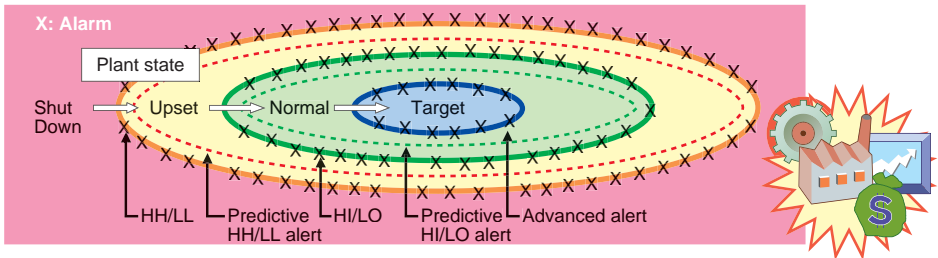 X: Alarm
Plant state
Shut
Down
Upset
Normal
Target
HH/LL
Predictive
HH/LL alert
HI/LO
Predictive
HI/LO alert
Advanced alert
$